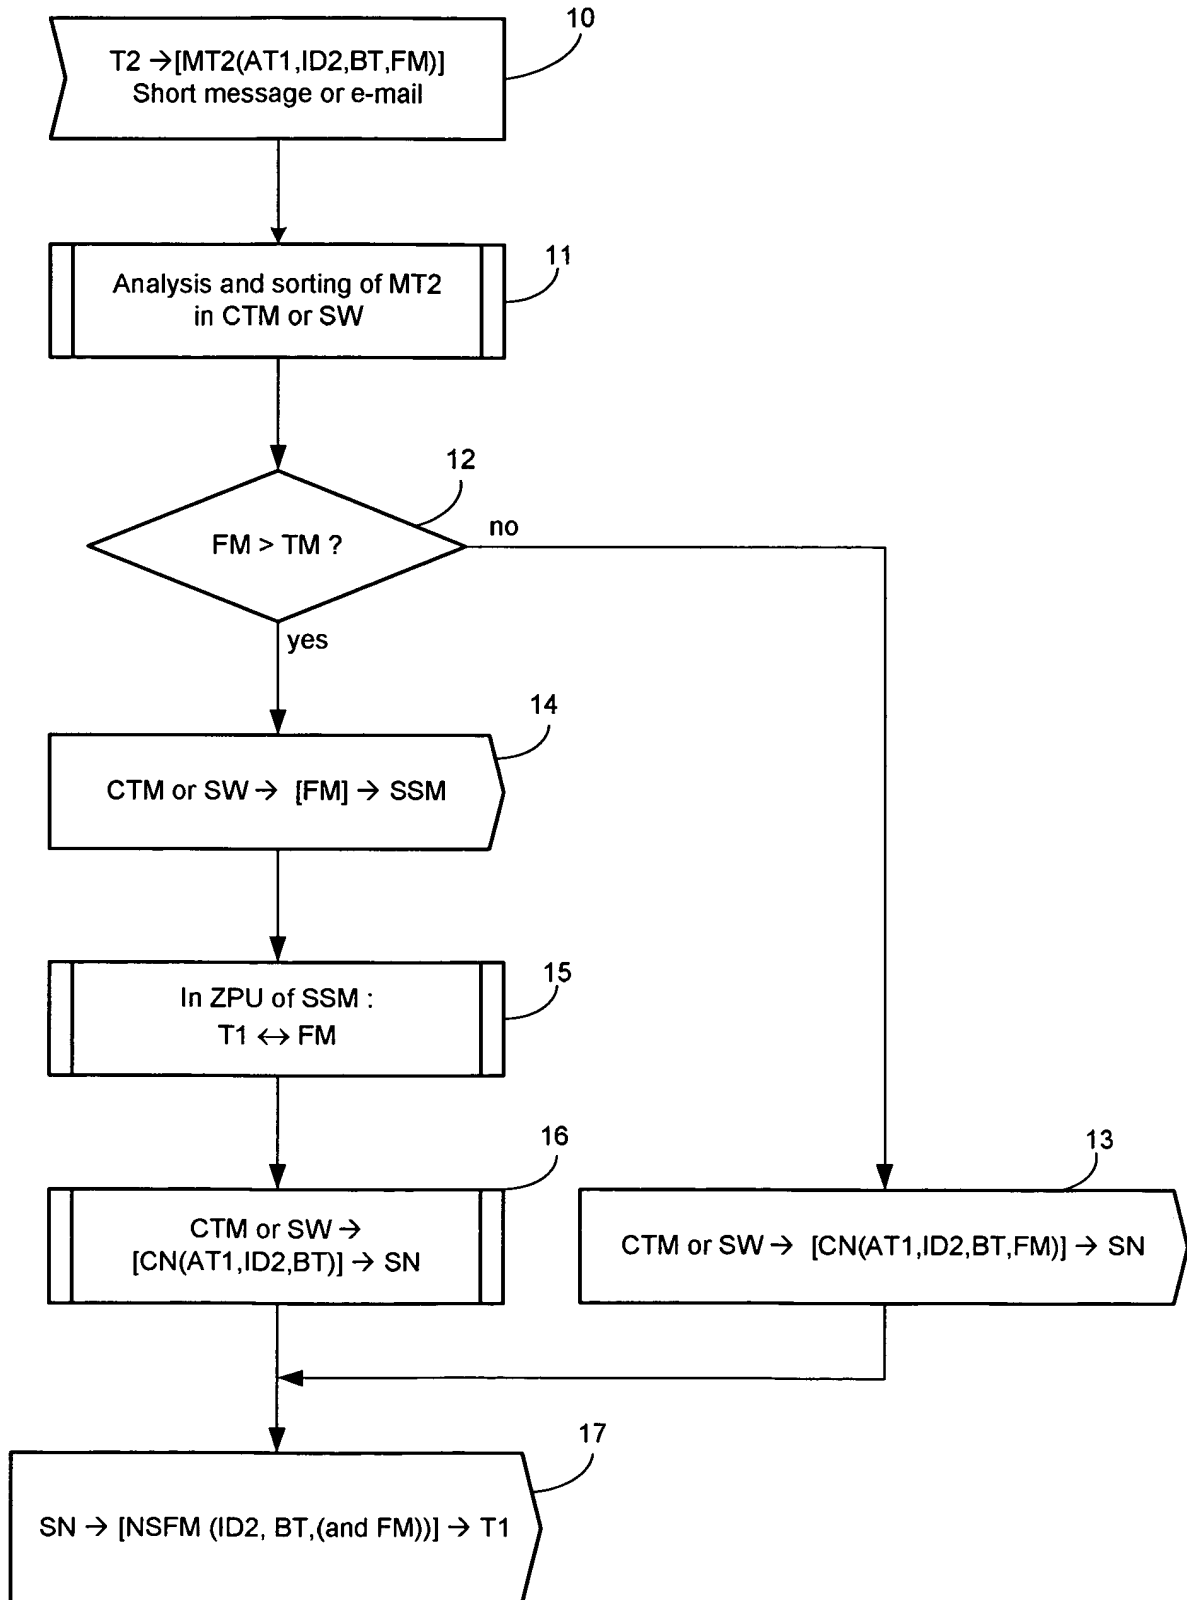 10
T2 →[MT2(AT1,ID2,BT,FM)]
Short message or e-mail
11
Analysis and sorting of MT2
in CTM or SW
12
FM > TM ?
no
yes
14
CTM or SW → [FM] → SSM
15
In ZPU of SSM :
T1 ↔ FM
16
CTM or SW →
[CN(AT1,ID2,BT)] → SN
13
CTM or SW → [CN(AT1,ID2,BT,FM)] → SN
17
SN → [NSFM (ID2, BT,(and FM))] → T1